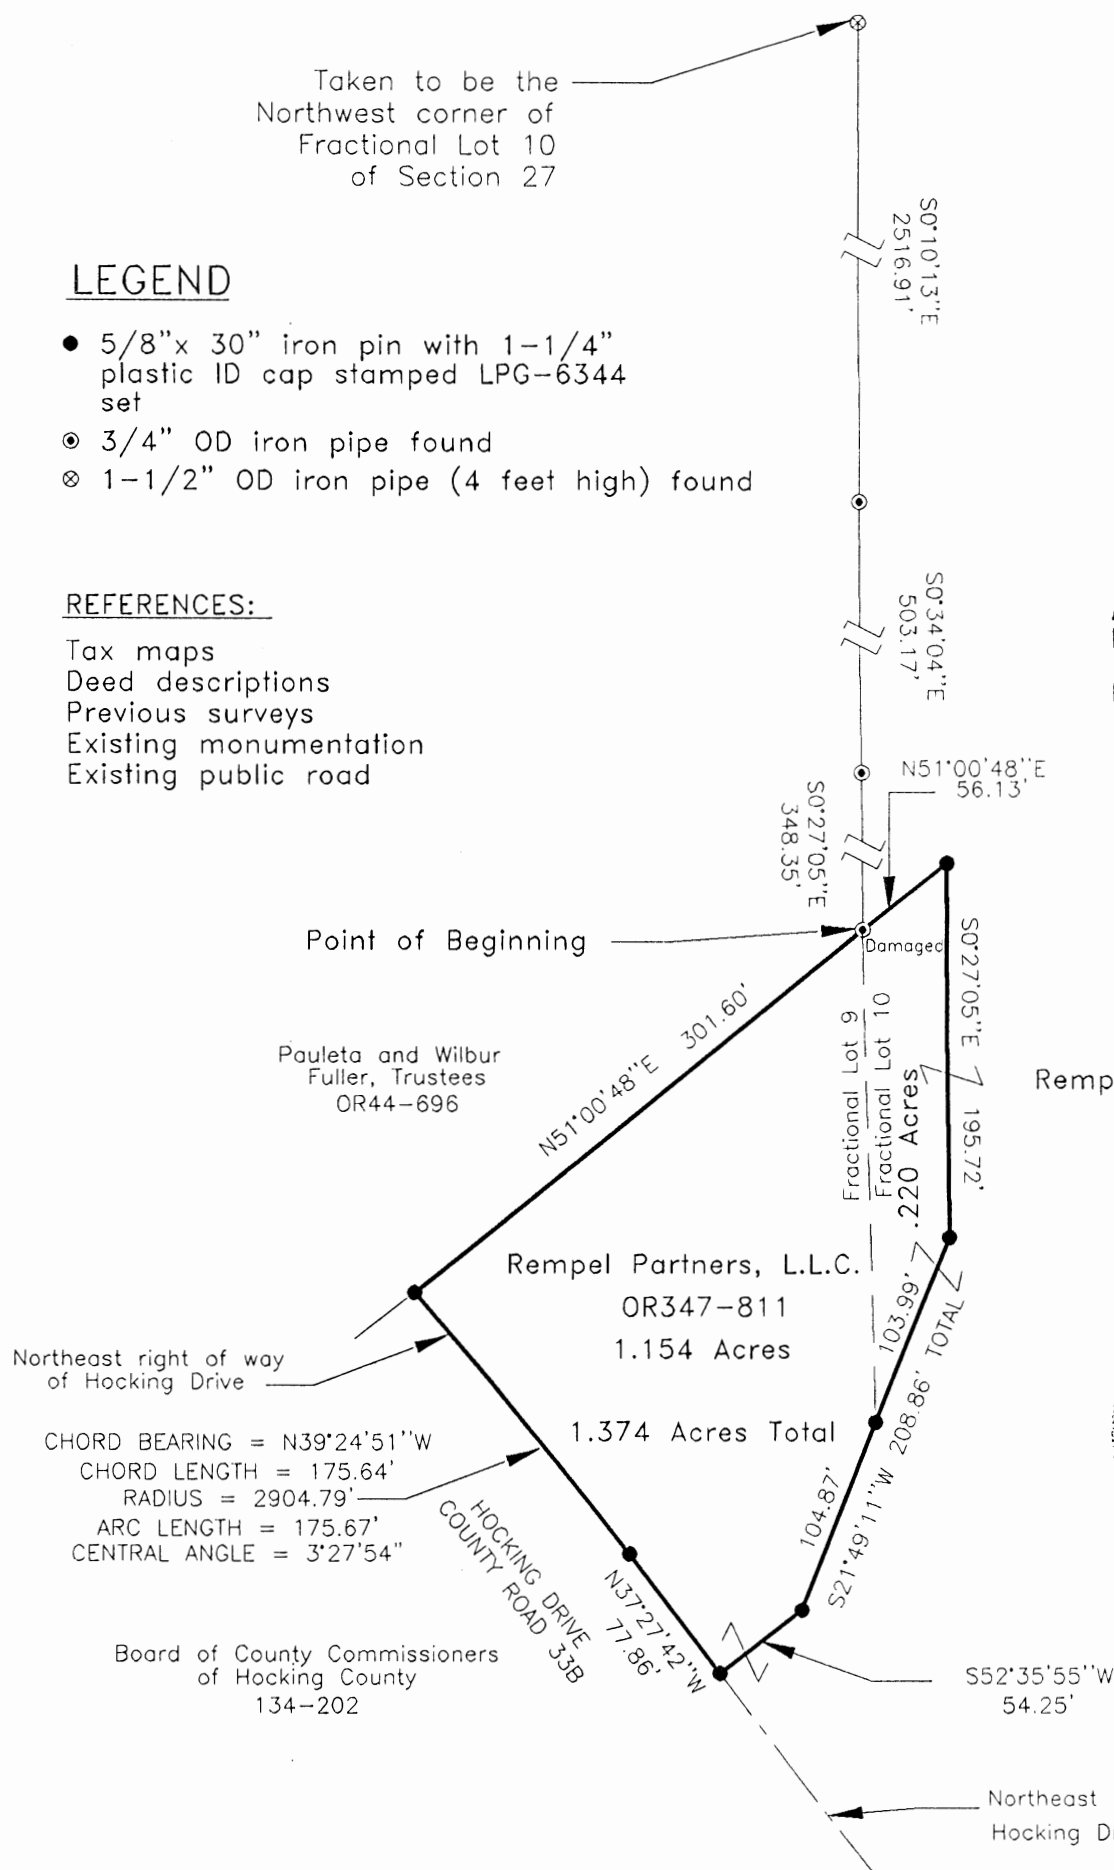 Taken to be the
Northwest corner of
Fractional Lot 10
of Section 27
S0°10'13"E
2516.91'
LEGEND
5/8"x 30" iron pin with 1-1/4"
plastic ID cap stamped LPG-6344
set
3/4" OD iron pipe found
1-1/2" OD iron pipe (4 feet high) found
S0°34'04"E
503.17'
REFERENCES:
Tax maps
Deed descriptions
Previous surveys
Existing monumentation
Existing public road
N51°00'48"E
56.13'
S0°27'05"E
348.35'
Point of Beginning
Damaged
S0°27'05"E 195.72'
N51°00'48"E 301.60'
Fractional Lot 9
Fractional Lot 10
.220 Acres
Pauleta and Wilbur
Fuller, Trustees
OR44-696
Remp
Rempel Partners, L.L.C.
OR347-811
1.154 Acres
1.374 Acres Total
103.99'
104.87'
S21°49'11"W 208.86' TOTAL
Northeast right of way
of Hocking Drive
CHORD BEARING = N39°24'51"W
CHORD LENGTH = 175.64'
RADIUS = 2904.79'
ARC LENGTH = 175.67'
CENTRAL ANGLE = 3°27'54"
HOCKING DRIVE
COUNTY ROAD 33B
N37°27'42"W
77.86'
Board of County Commissioners
of Hocking County
134-202
S52°35'55"W
54.25'
Northeast
Hocking D